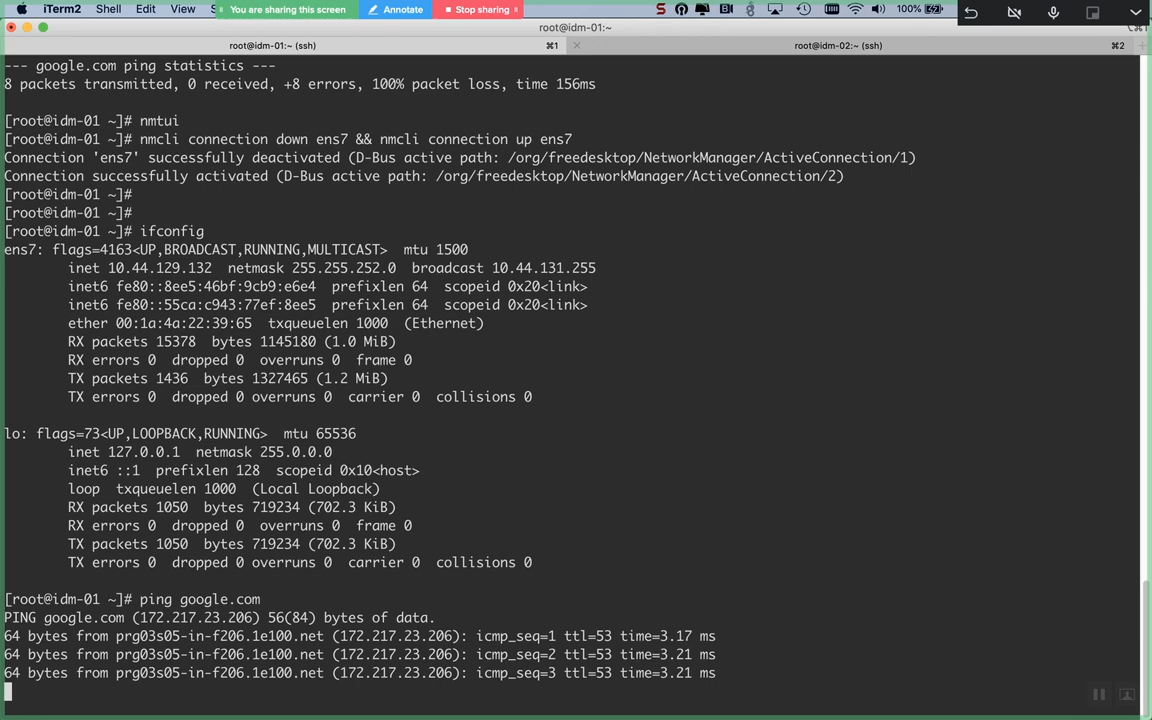 iTerm2 Shell Edit View You are sharing this screen Annotate Stop sharing 100%
root@idm-01:~
root@idm-01:~ (ssh) ⌘1 root@idm-02:~ (ssh) ⌘2
--- google.com ping statistics ---
8 packets transmitted, 0 received, +8 errors, 100% packet loss, time 156ms
[root@idm-01 ~]# nmtui
[root@idm-01 ~]# nmcli connection down ens7 && nmcli connection up ens7
Connection 'ens7' successfully deactivated (D-Bus active path: /org/freedesktop/NetworkManager/ActiveConnection/1)
Connection successfully activated (D-Bus active path: /org/freedesktop/NetworkManager/ActiveConnection/2)
[root@idm-01 ~]#
[root@idm-01 ~]#
[root@idm-01 ~]# ifconfig
ens7: flags=4163<UP,BROADCAST,RUNNING,MULTICAST>  mtu 1500
inet 10.44.129.132  netmask 255.255.252.0  broadcast 10.44.131.255
inet6 fe80::8ee5:46bf:9cb9:e6e4  prefixlen 64  scopeid 0x20<link>
inet6 fe80::55ca:c943:77ef:8ee5  prefixlen 64  scopeid 0x20<link>
ether 00:1a:4a:22:39:65  txqueuelen 1000  (Ethernet)
RX packets 15378  bytes 1145180 (1.0 MiB)
RX errors 0  dropped 0  overruns 0  frame 0
TX packets 1436  bytes 1327465 (1.2 MiB)
TX errors 0  dropped 0 overruns 0  carrier 0  collisions 0
lo: flags=73<UP,LOOPBACK,RUNNING>  mtu 65536
inet 127.0.0.1  netmask 255.0.0.0
inet6 ::1  prefixlen 128  scopeid 0x10<host>
loop  txqueuelen 1000  (Local Loopback)
RX packets 1050  bytes 719234 (702.3 KiB)
RX errors 0  dropped 0  overruns 0  frame 0
TX packets 1050  bytes 719234 (702.3 KiB)
TX errors 0  dropped 0 overruns 0  carrier 0  collisions 0
[root@idm-01 ~]# ping google.com
PING google.com (172.217.23.206) 56(84) bytes of data.
64 bytes from prg03s05-in-f206.1e100.net (172.217.23.206): icmp_seq=1 ttl=53 time=3.17 ms
64 bytes from prg03s05-in-f206.1e100.net (172.217.23.206): icmp_seq=2 ttl=53 time=3.21 ms
64 bytes from prg03s05-in-f206.1e100.net (172.217.23.206): icmp_seq=3 ttl=53 time=3.21 ms